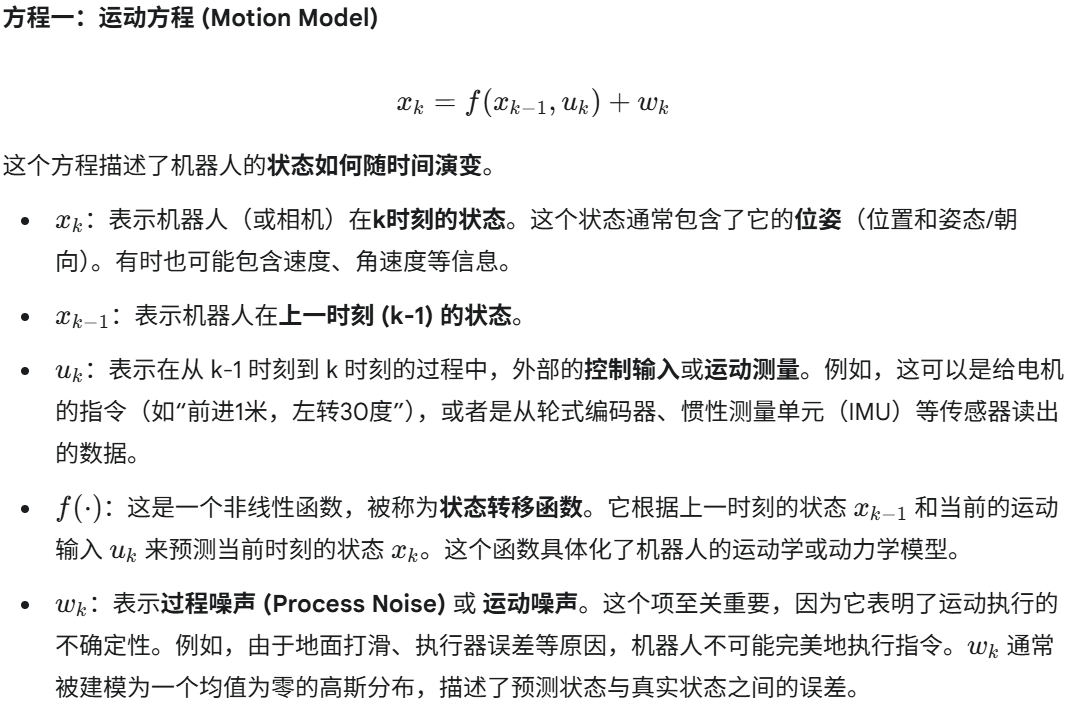 方程一：运动方程 (Motion Model)
x_k = f(x_{k-1}, u_k) + w_k
这个方程描述了机器人的状态如何随时间演变。
• x_k：表示机器人（或相机）在k时刻的状态。这个状态通常包含了它的位姿（位置和姿态/朝
向）。有时也可能包含速度、角速度等信息。
• x_{k-1}：表示机器人在上一时刻 (k-1) 的状态。
• u_k：表示在从 k-1 时刻到 k 时刻的过程中，外部的控制输入或运动测量。例如，这可以是给电机
的指令（如“前进1米，左转30度”），或者是从轮式编码器、惯性测量单元（IMU）等传感器读出
的数据。
• f(·)：这是一个非线性函数，被称为状态转移函数。它根据上一时刻的状态 x_{k-1} 和当前的运动
输入 u_k 来预测当前时刻的状态 x_k。这个函数具体化了机器人的运动学或动力学模型。
• w_k：表示过程噪声 (Process Noise) 或 运动噪声。这个项至关重要，因为它表明了运动执行的
不确定性。例如，由于地面打滑、执行器误差等原因，机器人不可能完美地执行指令。w_k 通常
被建模为一个均值为零的高斯分布，描述了预测状态与真实状态之间的误差。